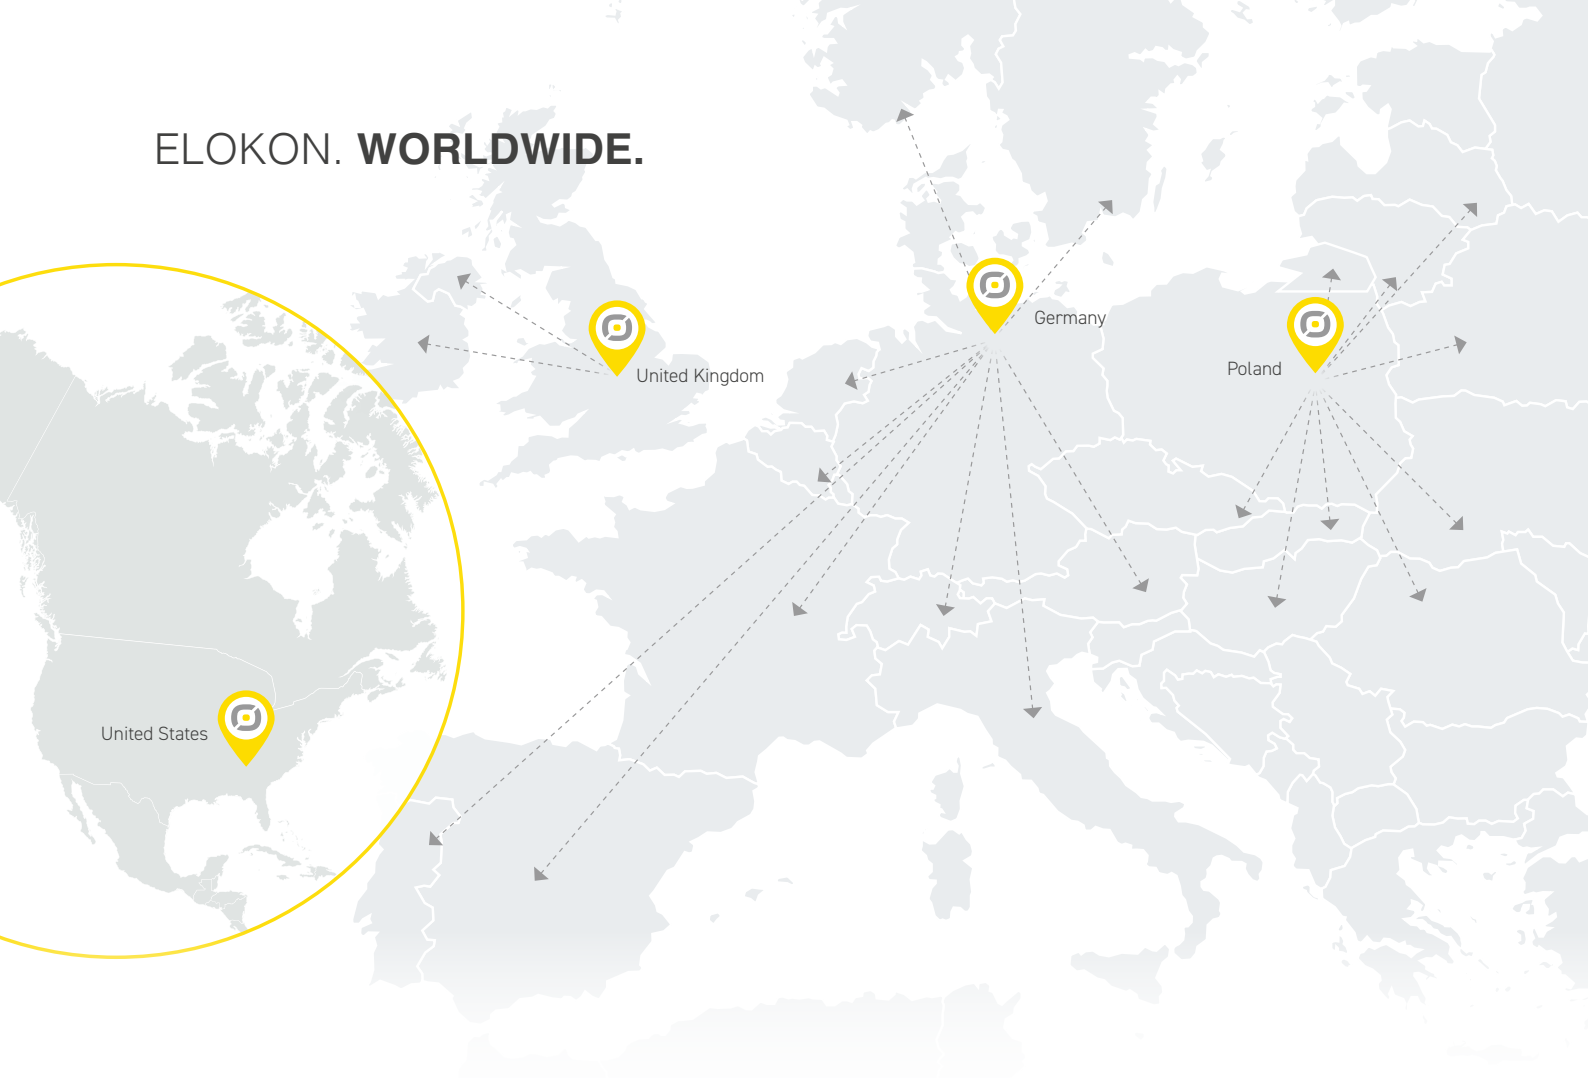 ELOKON. WORLDWIDE.
Germany
United Kingdom
Poland
United States